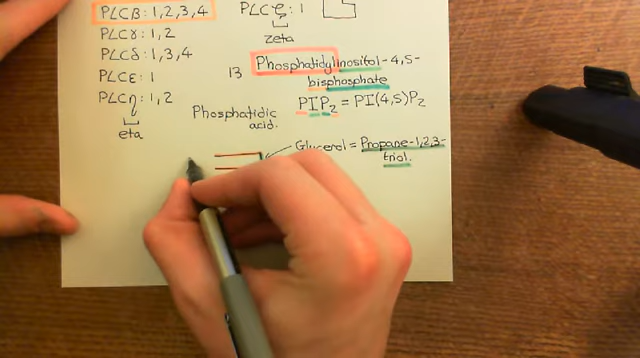 PLCβ: 1,2,3,4
PLCγ: 1,2
PLCδ: 1,3,4
PLCε: 1
PLCη: 1,2
eta
PLCζ: 1
zeta
13
Phosphatidylinositol-4,5-
bisphosphate
PIP₂ = PI(4,5)P₂
Phosphatidic
acid.
Glycerol = Propane-1,2,3-
triol.